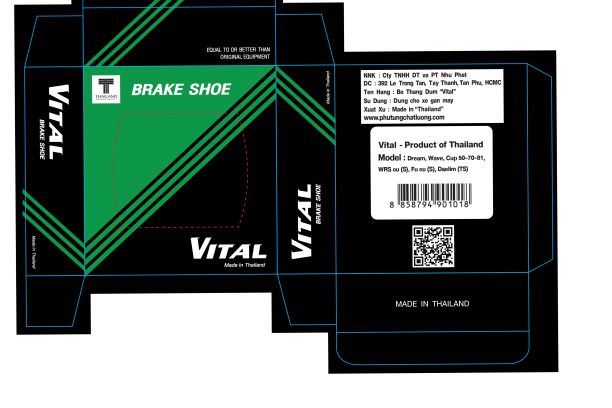 EQUAL TO OR BETTER THAN
ORIGINAL EQUIPMENT
THAILAND
BRAKE SHOE
VITAL
BRAKE SHOE
Made in Thailand
VITAL
Made in Thailand
Made in Thailand
VITAL
BRAKE SHOE
NNK : Cty TNHH DT va PT Nhu Phat
DC : 392 Le Trong Tan, Tay Thanh, Tan Phu, HCMC
Ten Hang : Bo Thang Dum "Vital"
Su Dung : Dung cho xe gan may
Xuat Xu : Made in "Thailand"
www.phutungchatluong.com
Vital - Product of Thailand
Model : Dream, Wave, Cup 50-70-81,
WRS ou (S), Fu ou (S), Daelim (TS)
8 858794 901018
MADE IN THAILAND